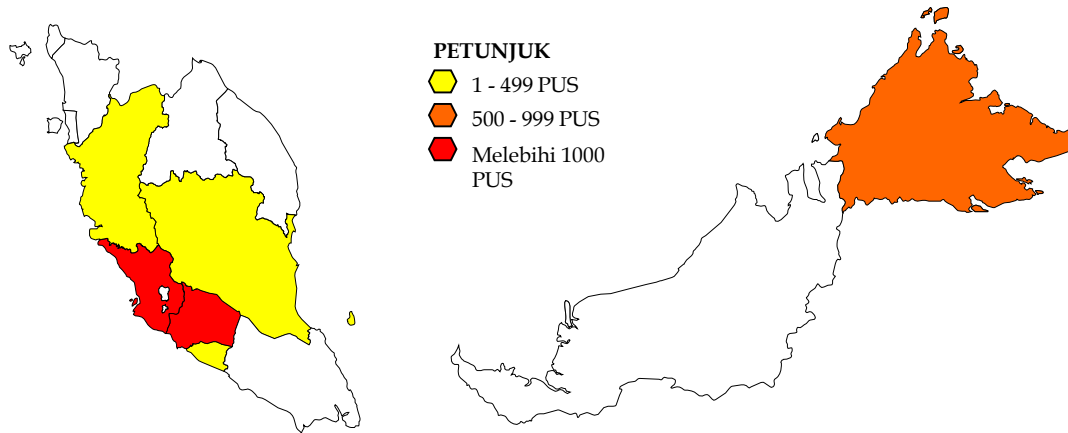 PETUNJUK
1 - 499 PUS
500 - 999 PUS
Melebihi 1000
PUS